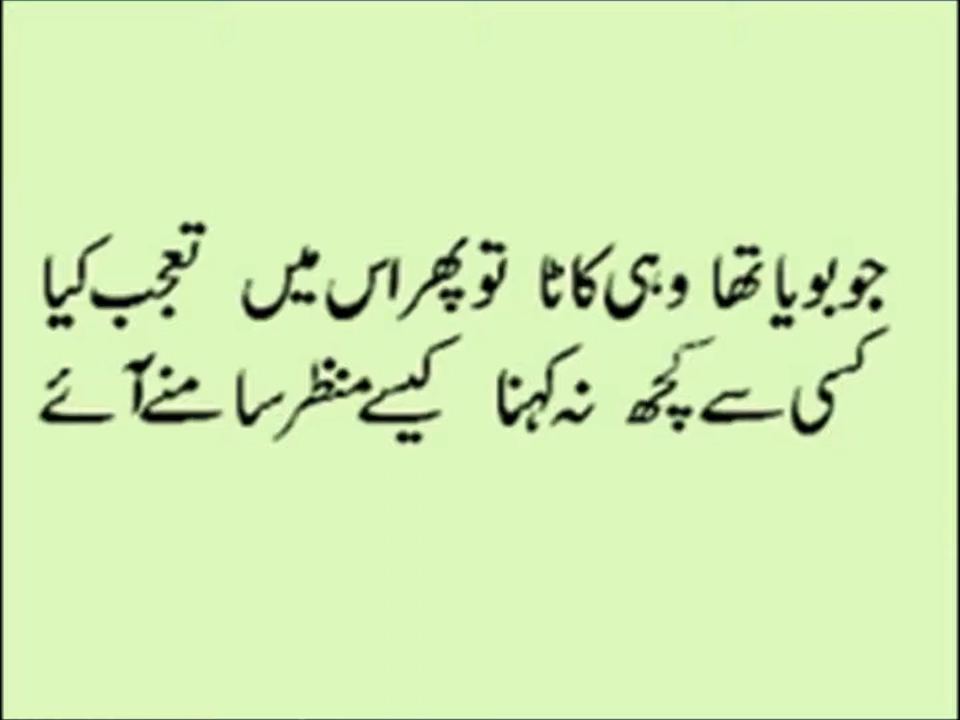 جو بویا تھا وہی کاٹا تو پھر اس میں تعجب کیا
کسی سے کچھ نہ کہنا کیسے منظر سامنے آئے